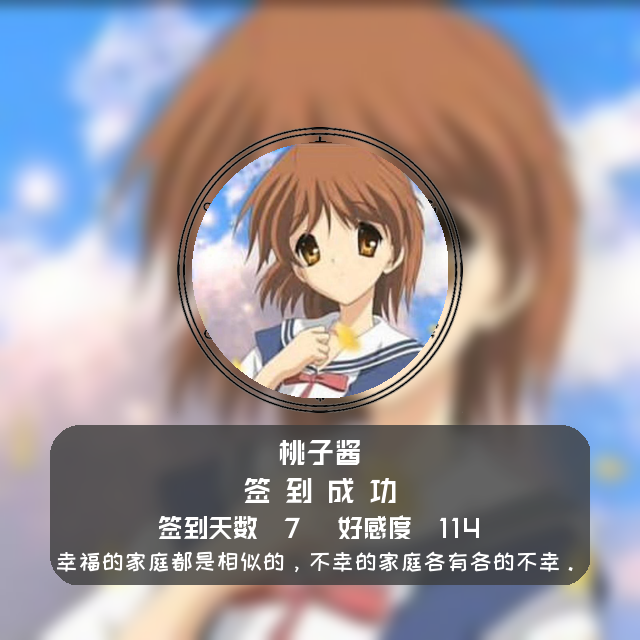 桃子酱
签到成功
签到天数 7 好感度 114
幸福的家庭都是相似的，不幸的家庭各有各的不幸。